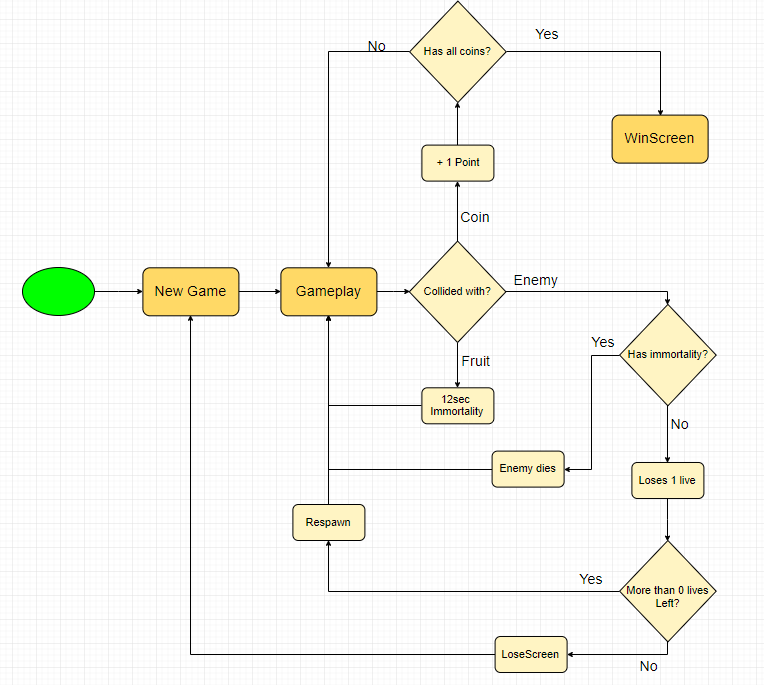 No
Has all coins?
Yes
WinScreen
+ 1 Point
Coin
New Game
Gameplay
Collided with?
Enemy
Yes
Has immortality?
Fruit
12sec
Immortality
No
Enemy dies
Loses 1 live
Respawn
Yes
More than 0 lives
Left?
LoseScreen
No